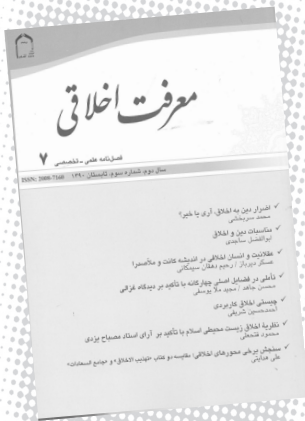 معرفت اخلاقی
فصل‌نامه علمی - تخصصی ۷
سال دوم، شماره سوم، تابستان ۱۳۹۰ ISSN: 2008-7160
اضرار دین به اخلاق، آری یا خیر؟
محمد سربخشی
مناسبات دین و اخلاق
ابوالفضل ساجدی
عقلانیت و انسان اخلاقی در اندیشه کانت و ملاصدرا
عسکر دیرباز / رحیم دهقان سیمکانی
تأملی در فضایل اصلی چهارگانه با تأکید بر دیدگاه غزالی
محسن جاهد / مجید ملا یوسفی
چیستی اخلاق کاربردی
احمدحسین شریفی
نظریهٔ اخلاق زیست محیطی اسلام با تأکید بر آرای استاد مصباح یزدی
محمود فتحعلی
سنجش برخی محورهای اخلاقی: مقایسه دو کتاب «تهذیب الاخلاق» و «جامع السعادات»
علی هدایتی